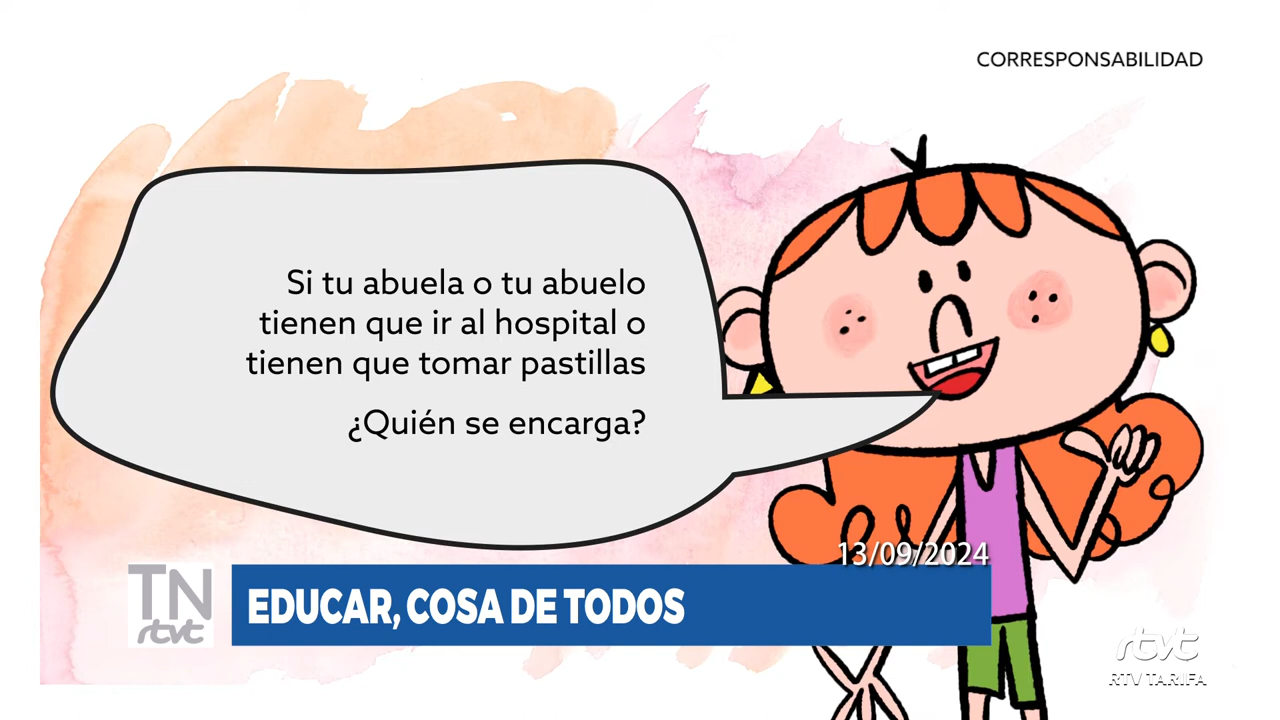 CORRESPONSABILIDAD
Si tu abuela o tu abuelo
tienen que ir al hospital o
tienen que tomar pastillas
¿Quién se encarga?
13/09/2024
TN
rtvt
EDUCAR, COSA DE TODOS
rtvt
RTV TARIFA